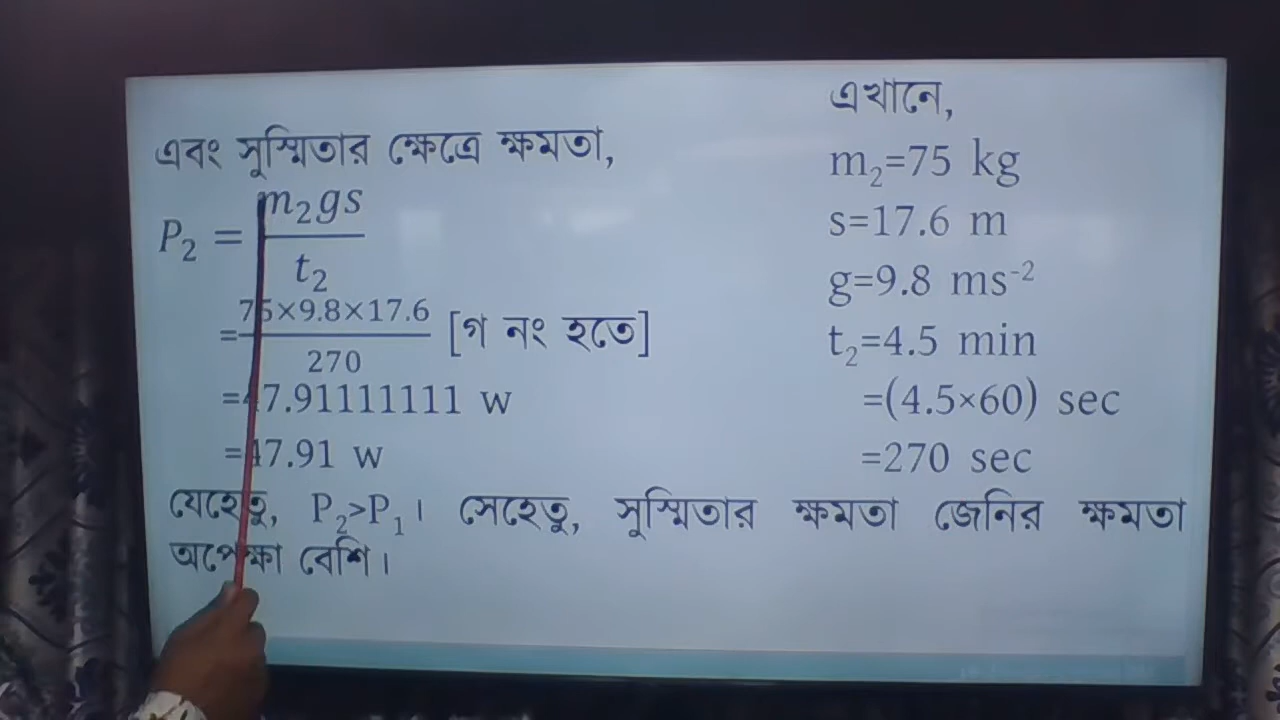 এবং সুস্মিতার ক্ষেত্রে ক্ষমতা,
P₂ = m₂gs / t₂
= 75×9.8×17.6 / 270 [গ নং হতে]
=47.91111111 w
=47.91 w
এখানে,
m₂=75 kg
s=17.6 m
g=9.8 ms⁻²
t₂=4.5 min
=(4.5×60) sec
=270 sec
যেহেতু, P₂>P₁। সেহেতু, সুস্মিতার ক্ষমতা জেনির ক্ষমতা
অপেক্ষা বেশি।